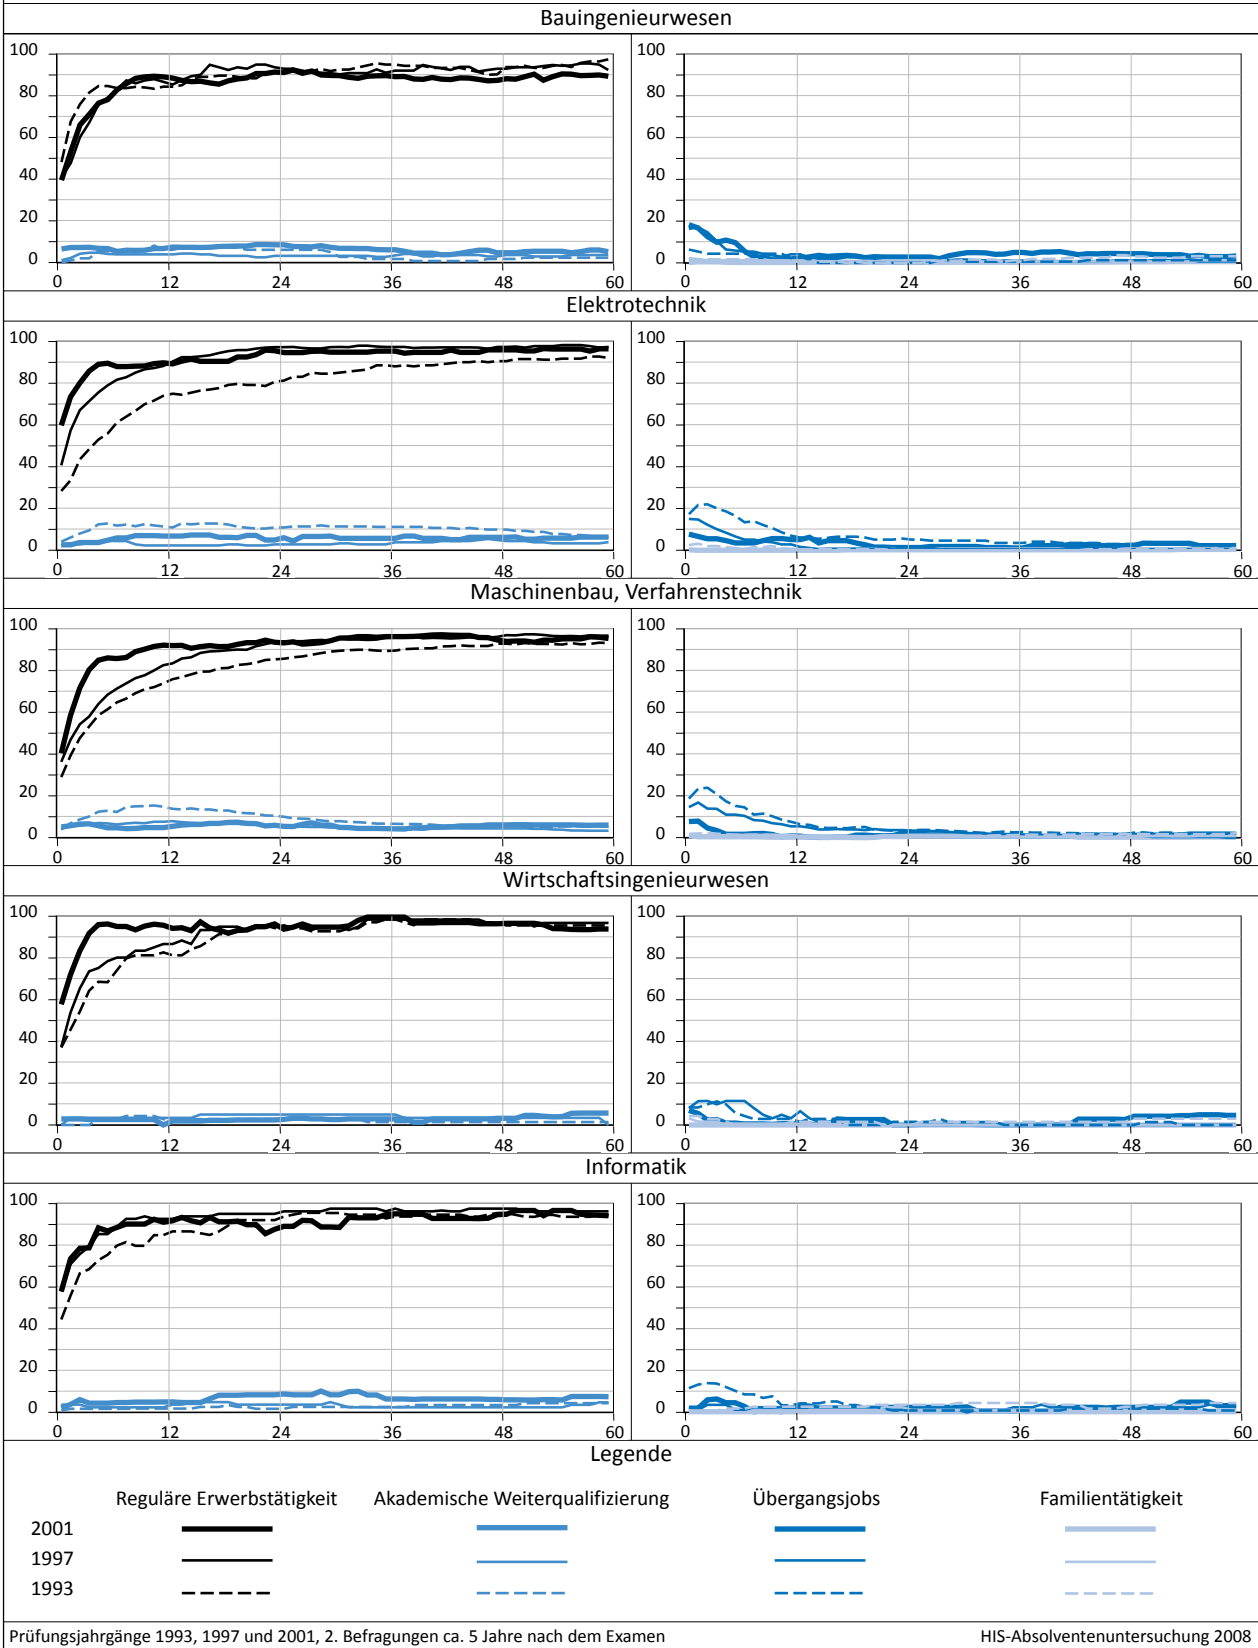 Bauingenieurwesen
100 100
80 80
60 60
40 40
20 20
0 0
0 12 24 36 48 60 0 12 24 36 48 60
Elektrotechnik
100 100
80 80
60 60
40 40
20 20
0 0
0 12 24 36 48 60 0 12 24 36 48 60
Maschinenbau, Verfahrenstechnik
100 100
80 80
60 60
40 40
20 20
0 0
0 12 24 36 48 60 0 12 24 36 48 60
Wirtschaftsingenieurwesen
100 100
80 80
60 60
40 40
20 20
0 0
0 12 24 36 48 60 0 12 24 36 48 60
Informatik
100 100
80 80
60 60
40 40
20 20
0 0
0 12 24 36 48 60 0 12 24 36 48 60
Legende
Reguläre Erwerbstätigkeit Akademische Weiterqualifizierung Übergangsjobs Familientätigkeit
2001
1997
1993
Prüfungsjahrgänge 1993, 1997 und 2001, 2. Befragungen ca. 5 Jahre nach dem Examen HIS-Absolventenuntersuchung 2008